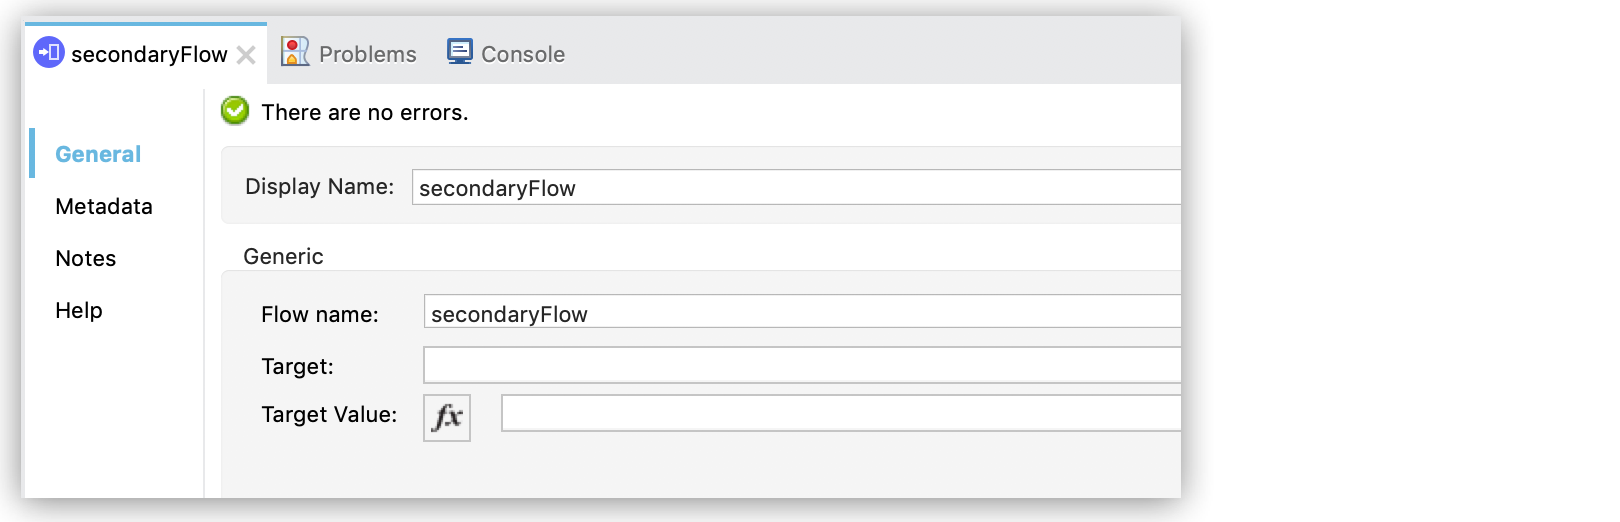 secondaryFlow Problems Console
There are no errors.
General
Metadata
Notes
Help
Display Name: secondaryFlow
Generic
Flow name: secondaryFlow
Target:
Target Value: fx